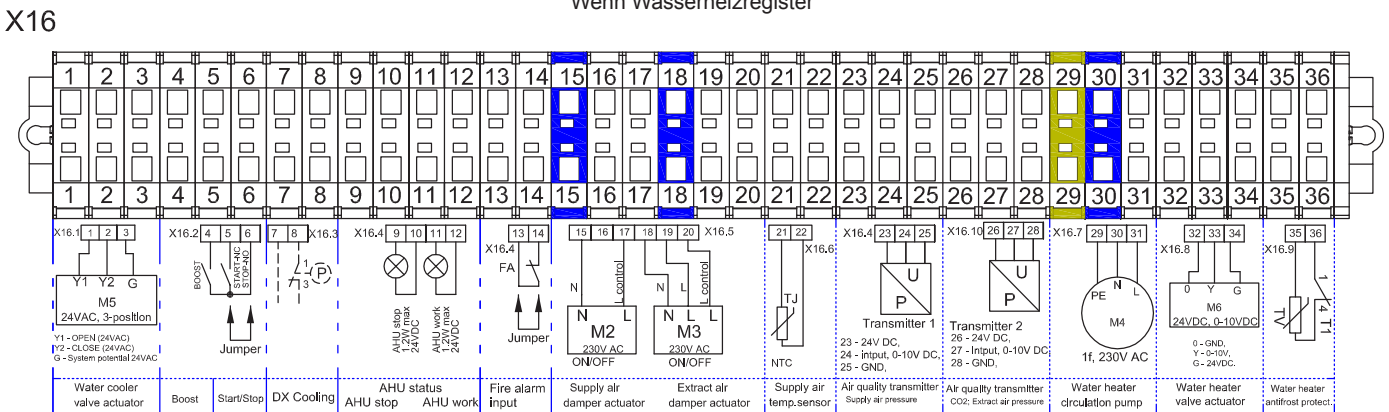 Wenn Wasserheizregister
X16
1 2 3 4 5 6 7 8 9 10 11 12 13 14 15 16 17 18 19 20 21 22 23 24 25 26 27 28 29 30 31 32 33 34 35 36
1 2 3 4 5 6 7 8 9 10 11 12 13 14 15 16 17 18 19 20 21 22 23 24 25 26 27 28 29 30 31 32 33 34 35 36
X16.1 1 2 3
Y1 Y2 G
M5
24VAC, 3-position
Y1 - OPEN (24VAC)
Y2 - CLOSE (24VAC)
G - System potential 24VAC
Water cooler
valve actuator
X16.2 4 5 6
BOOST
START-NC
STOP-NO
Jumper
Boost
Start/Stop
7 8 X16.3
1
3
P
DX Cooling
X16.4 9 10 11 12
AHU stop
1.2W max
24VDC
AHU work
1.2W max
24VDC
AHU status
AHU stop AHU work
13 14
X16.4
FA
Jumper
Fire alarm
input
15 16 17 18 19 20 X16.5
N L control N L L control
N L
M2
230V AC
ON/OFF
N L
M3
230V AC
ON/OFF
Supply air
damper actuator
Extract air
damper actuator
21 22
X16.6
TJ
NTC
Supply air
temp.sensor
X16.4 23 24 25
U
P
Transmitter 1
23 - 24V DC,
24 - intput, 0-10V DC,
25 - GND,
Air quality transmitter
Supply air pressure
X16.10 26 27 28
U
P
Transmitter 2
26 - 24V DC,
27 - Intput, 0-10V DC,
28 - GND,
Air quality transmitter
CO2; Extract air pressure
X16.7 29 30 31
PE N L
M4
1f, 230V AC
Water heater
circulation pump
32 33 34
X16.8
0 Y G
M6
24VDC, 0-10VDC
0 - GND,
Y - 0-10V,
G - 24VDC.
Water heater
valve actuator
35 36
X16.9
TV
1
4
T1
Water heater
antifrost protect.